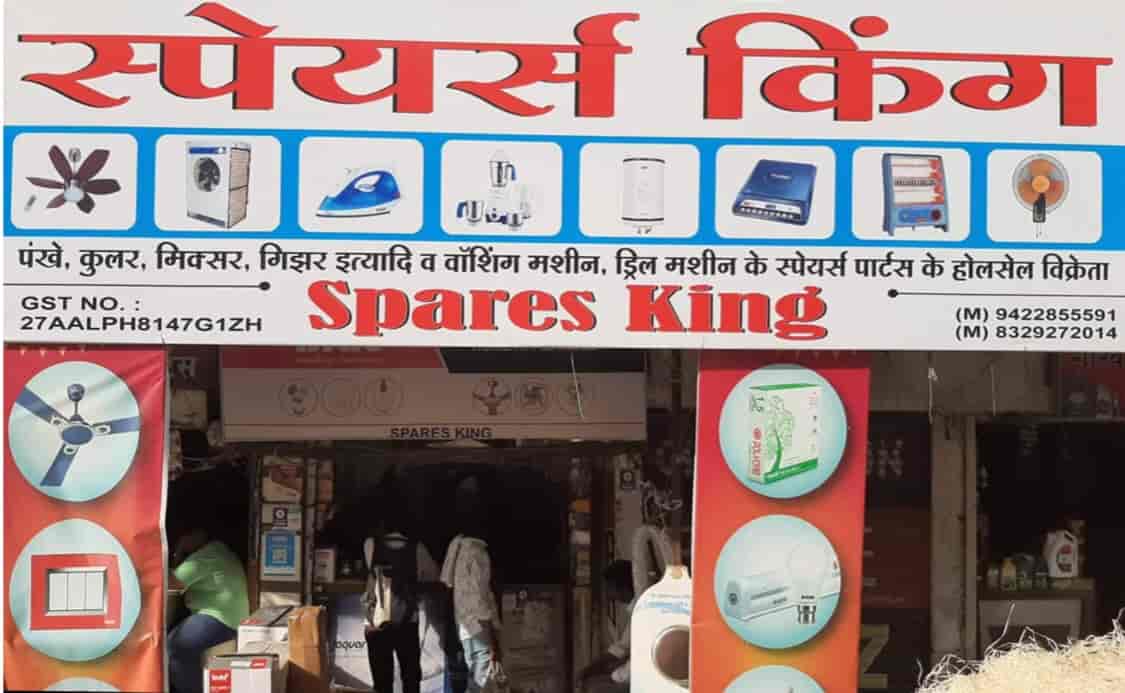 स्पेयर्स किंग
पंखे, कुलर, मिक्सर, गिझर इत्यादि व वॉशिंग मशीन, ड्रिल मशीन के स्पेयर्स पार्टस के होलसेल विक्रेता
GST NO. :
27AALPH8147G1ZH
Spares King
(M) 9422855591
(M) 8329272014
SPARES KING
POLYCAB